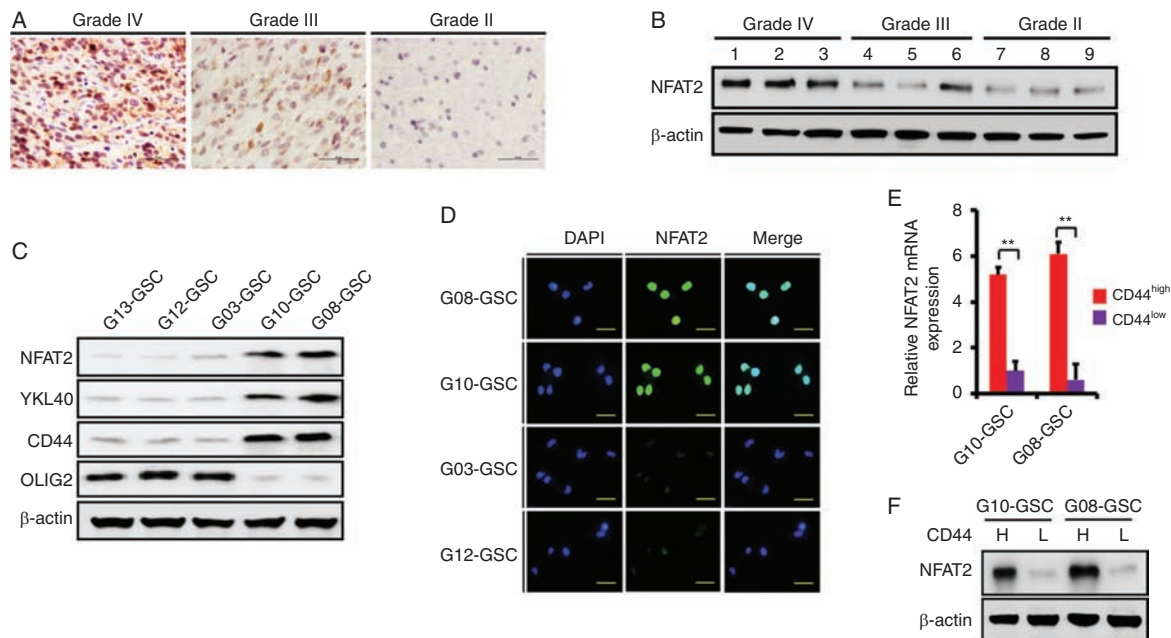 A
Grade IV Grade III Grade II
B
Grade IV Grade III Grade II
1 2 3 4 5 6 7 8 9
NFAT2
β-actin
C
G13-GSC G12-GSC G03-GSC G10-GSC G08-GSC
NFAT2
YKL40
CD44
OLIG2
β-actin
D
DAPI NFAT2 Merge
G08-GSC
G10-GSC
G03-GSC
G12-GSC
E
Relative NFAT2 mRNA
expression
8
6
4
2
0
** **
CD44high
CD44low
G10-GSC G08-GSC
F
G10-GSC G08-GSC
CD44 H L H L
NFAT2
β-actin